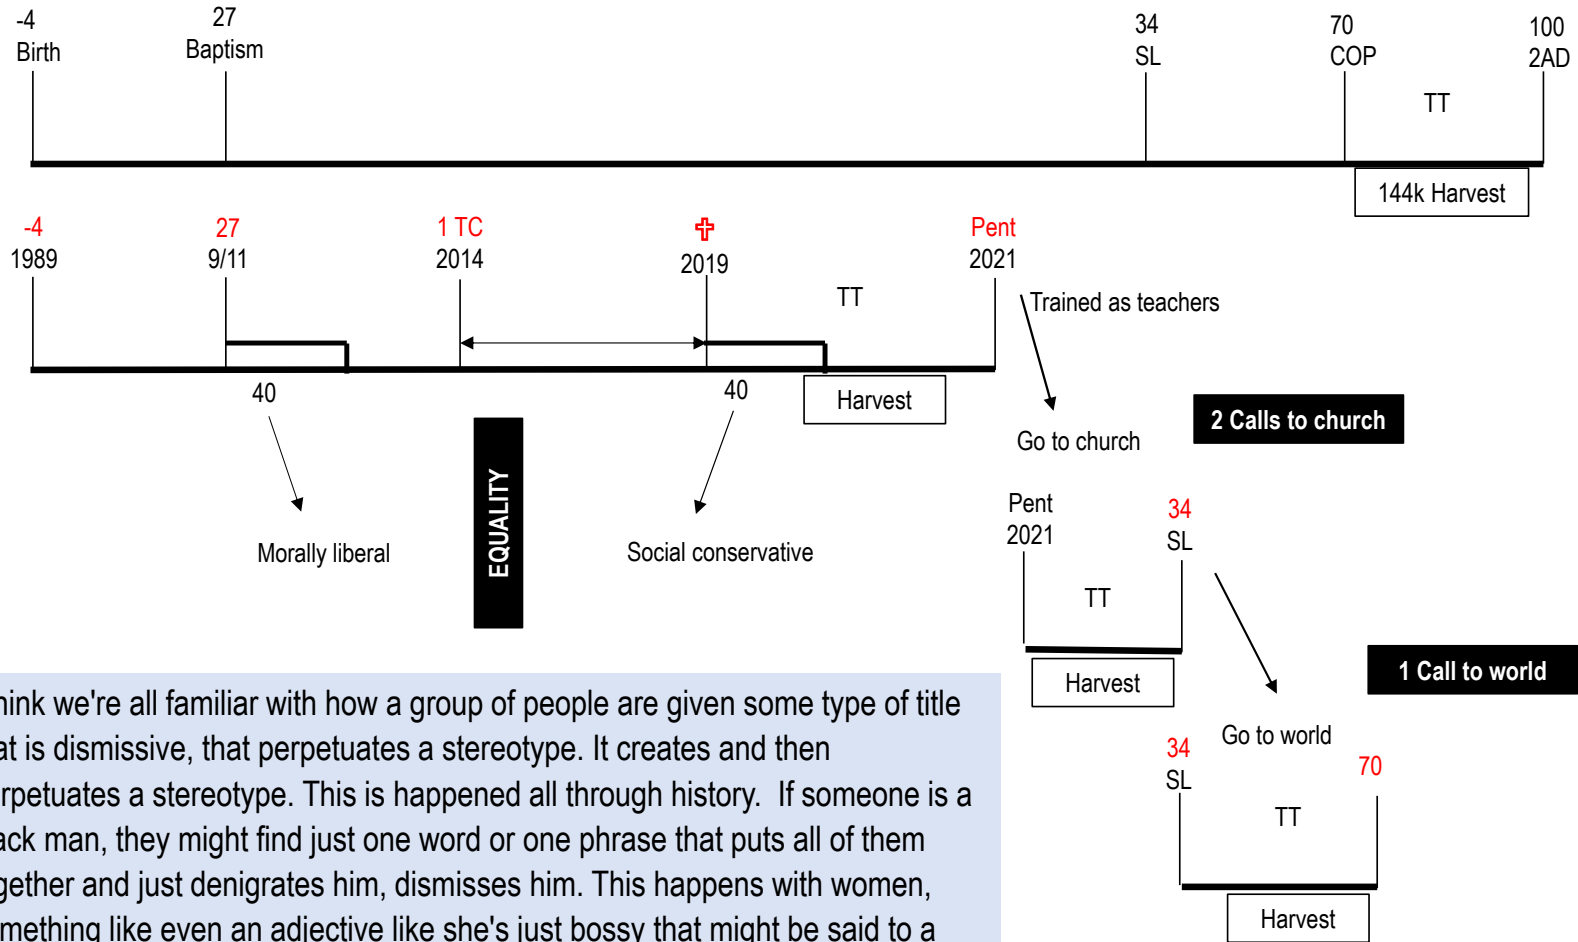 -4
Birth
27
Baptism
34
SL
70
COP
100
2AD
TT
144k Harvest
-4
1989
27
9/11
1 TC
2014
2019
Pent
2021
TT
Trained as teachers
40
40
Harvest
Go to church
2 Calls to church
EQUALITY
Morally liberal
Social conservative
Pent
2021
34
SL
TT
Harvest
1 Call to world
Go to world
34
SL
70
TT
Harvest
hink we're all familiar with how a group of people are given some type of title
at is dismissive, that perpetuates a stereotype. It creates and then
rpetuates a stereotype. This is happened all through history.  If someone is a
ack man, they might find just one word or one phrase that puts all of them
gether and just denigrates him, dismisses him. This happens with women,
mething like even an adjective like she's just bossy that might be said to a